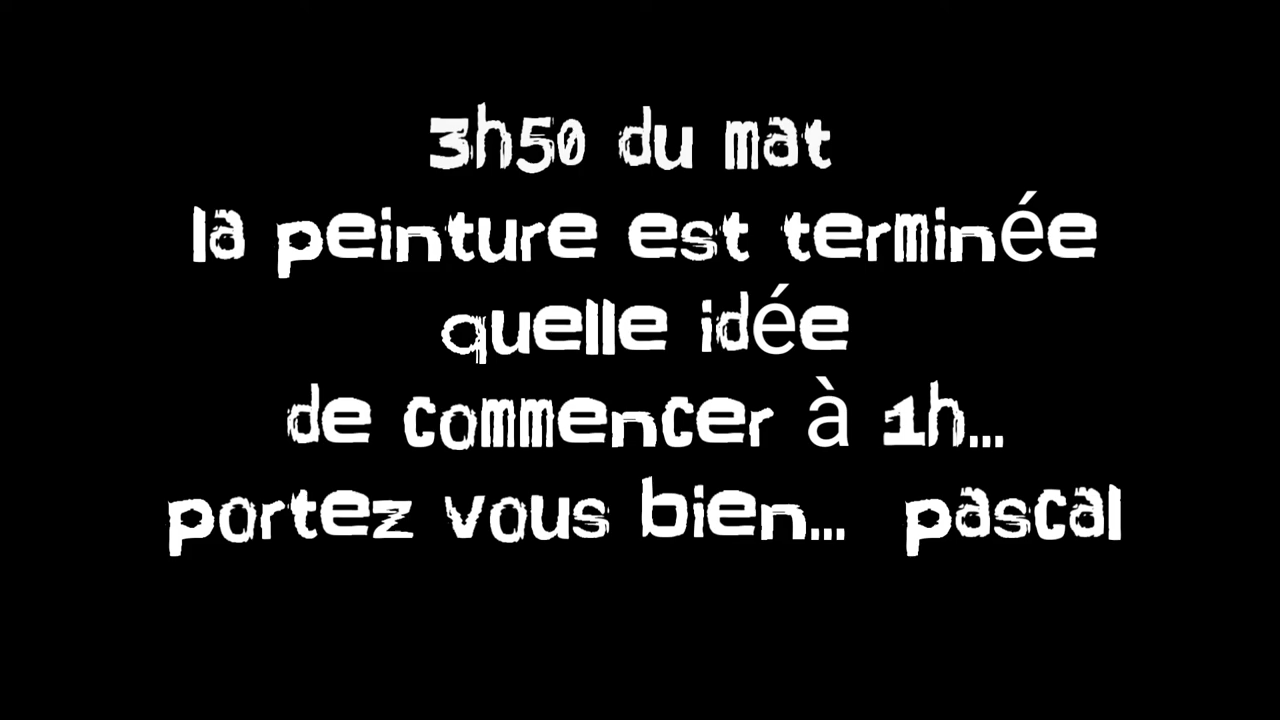 3h50 du mat
la peinture est terminée
quelle idée
de commencer à 1h...
portez vous bien...  pascal